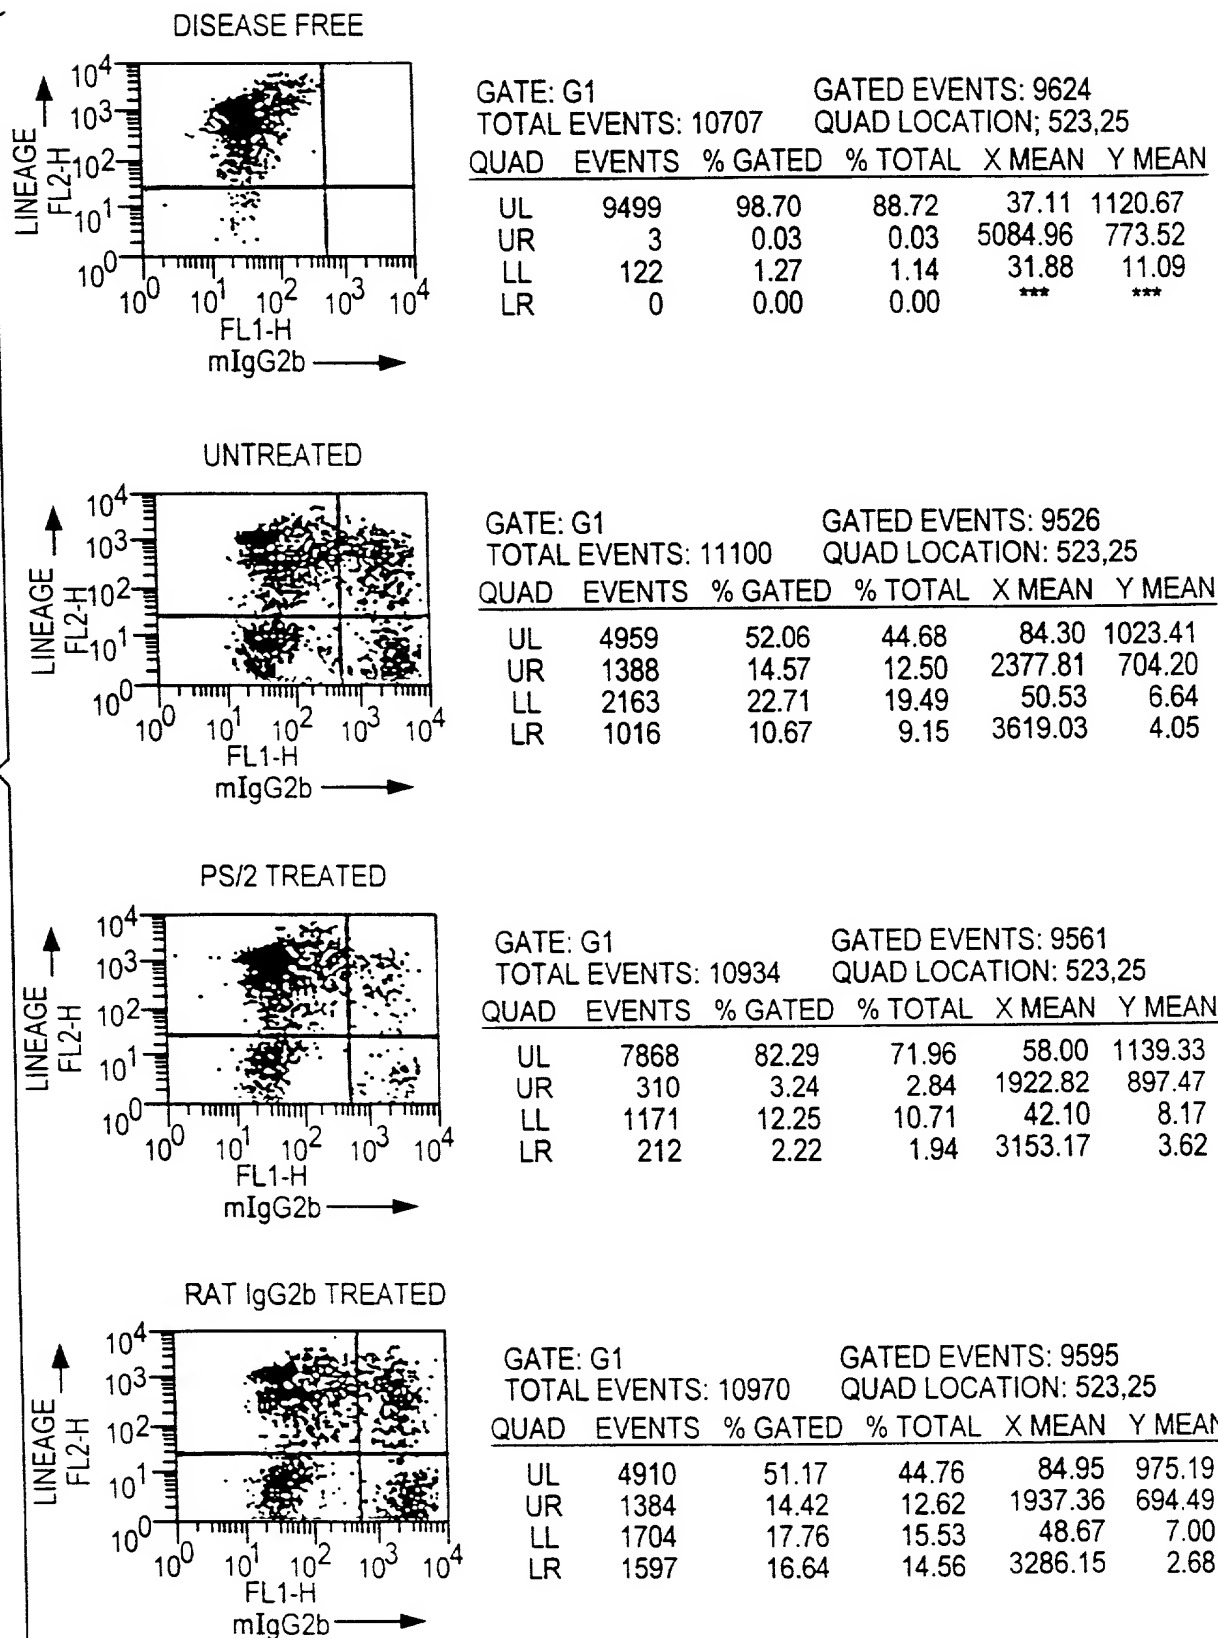 DISEASE FREE
LINEAGE
FL2-H
10^4
10^3
10^2
10^1
10^0
10^0 10^1 10^2 10^3 10^4
FL1-H
mIgG2b
GATE: G1 GATED EVENTS: 9624
TOTAL EVENTS: 10707 QUAD LOCATION; 523,25
QUAD EVENTS % GATED % TOTAL X MEAN Y MEAN
UL 9499 98.70 88.72 37.11 1120.67
UR 3 0.03 0.03 5084.96 773.52
LL 122 1.27 1.14 31.88 11.09
LR 0 0.00 0.00 *** ***
UNTREATED
LINEAGE
FL2-H
10^4
10^3
10^2
10^1
10^0
10^0 10^1 10^2 10^3 10^4
FL1-H
mIgG2b
GATE: G1 GATED EVENTS: 9526
TOTAL EVENTS: 11100 QUAD LOCATION: 523,25
QUAD EVENTS % GATED % TOTAL X MEAN Y MEAN
UL 4959 52.06 44.68 84.30 1023.41
UR 1388 14.57 12.50 2377.81 704.20
LL 2163 22.71 19.49 50.53 6.64
LR 1016 10.67 9.15 3619.03 4.05
PS/2 TREATED
LINEAGE
FL2-H
10^4
10^3
10^2
10^1
10^0
10^0 10^1 10^2 10^3 10^4
FL1-H
mIgG2b
GATE: G1 GATED EVENTS: 9561
TOTAL EVENTS: 10934 QUAD LOCATION: 523,25
QUAD EVENTS % GATED % TOTAL X MEAN Y MEAN
UL 7868 82.29 71.96 58.00 1139.33
UR 310 3.24 2.84 1922.82 897.47
LL 1171 12.25 10.71 42.10 8.17
LR 212 2.22 1.94 3153.17 3.62
RAT IgG2b TREATED
LINEAGE
FL2-H
10^4
10^3
10^2
10^1
10^0
10^0 10^1 10^2 10^3 10^4
FL1-H
mIgG2b
GATE: G1 GATED EVENTS: 9595
TOTAL EVENTS: 10970 QUAD LOCATION: 523,25
QUAD EVENTS % GATED % TOTAL X MEAN Y MEAN
UL 4910 51.17 44.76 84.95 975.19
UR 1384 14.42 12.62 1937.36 694.49
LL 1704 17.76 15.53 48.67 7.00
LR 1597 16.64 14.56 3286.15 2.68